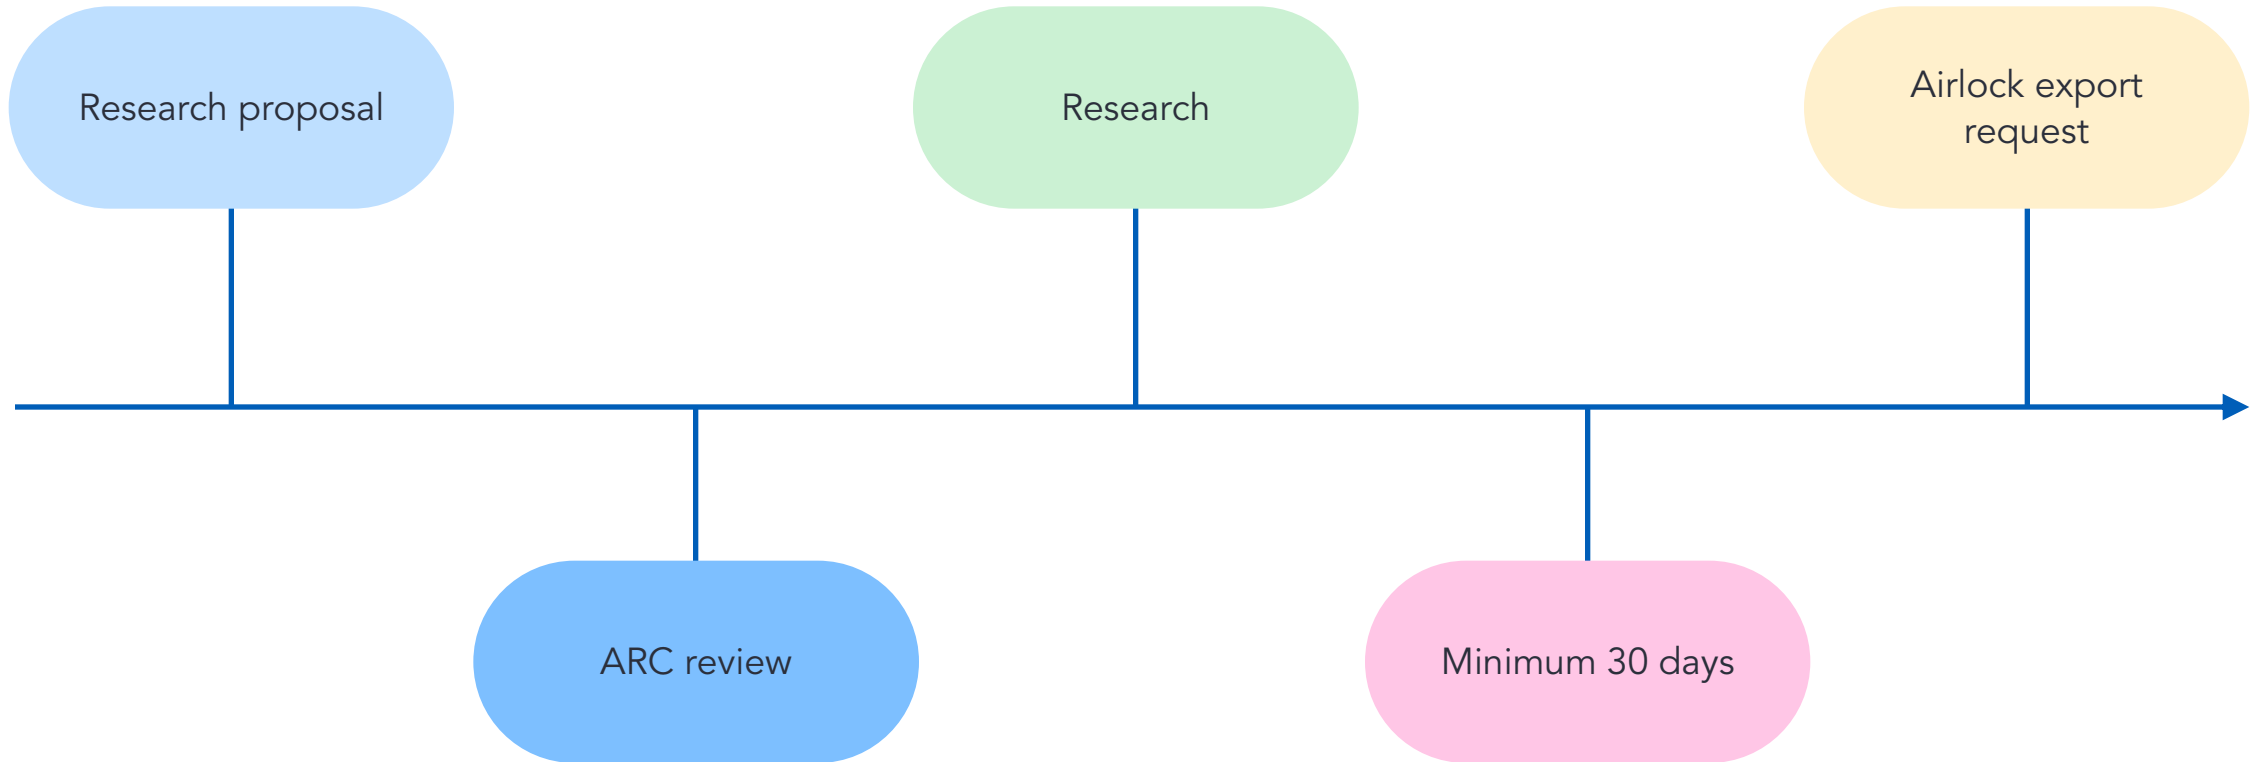 Research proposal
ARC review
Research
Minimum 30 days
Airlock export
request